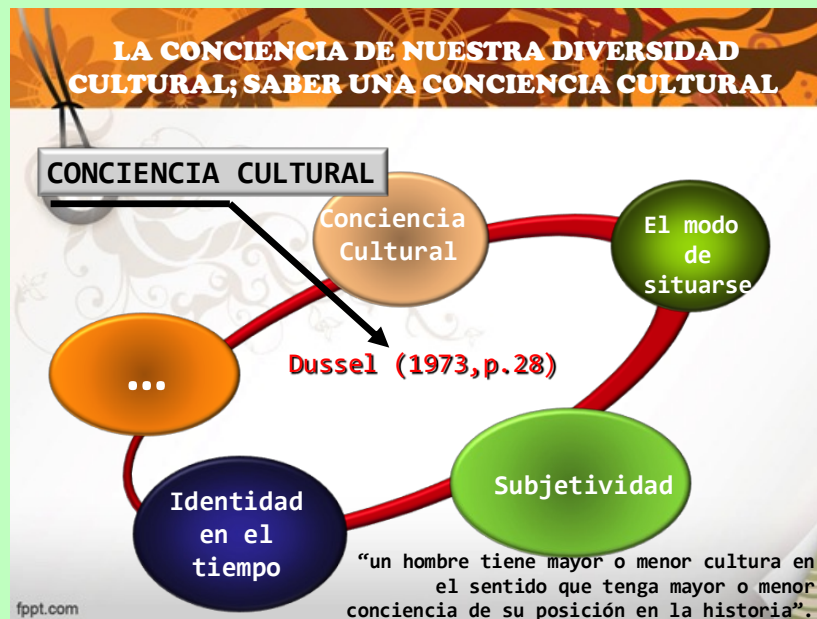 LA CONCIENCIA DE NUESTRA DIVERSIDAD
CULTURAL; SABER UNA CONCIENCIA CULTURAL
CONCIENCIA CULTURAL
Conciencia
Cultural
El modo
de
situarse
Dussel (1973,p.28)
...
Subjetividad
Identidad
en el
tiempo
“un hombre tiene mayor o menor cultura en
el sentido que tenga mayor o menor
conciencia de su posición en la historia”.
fppt.com